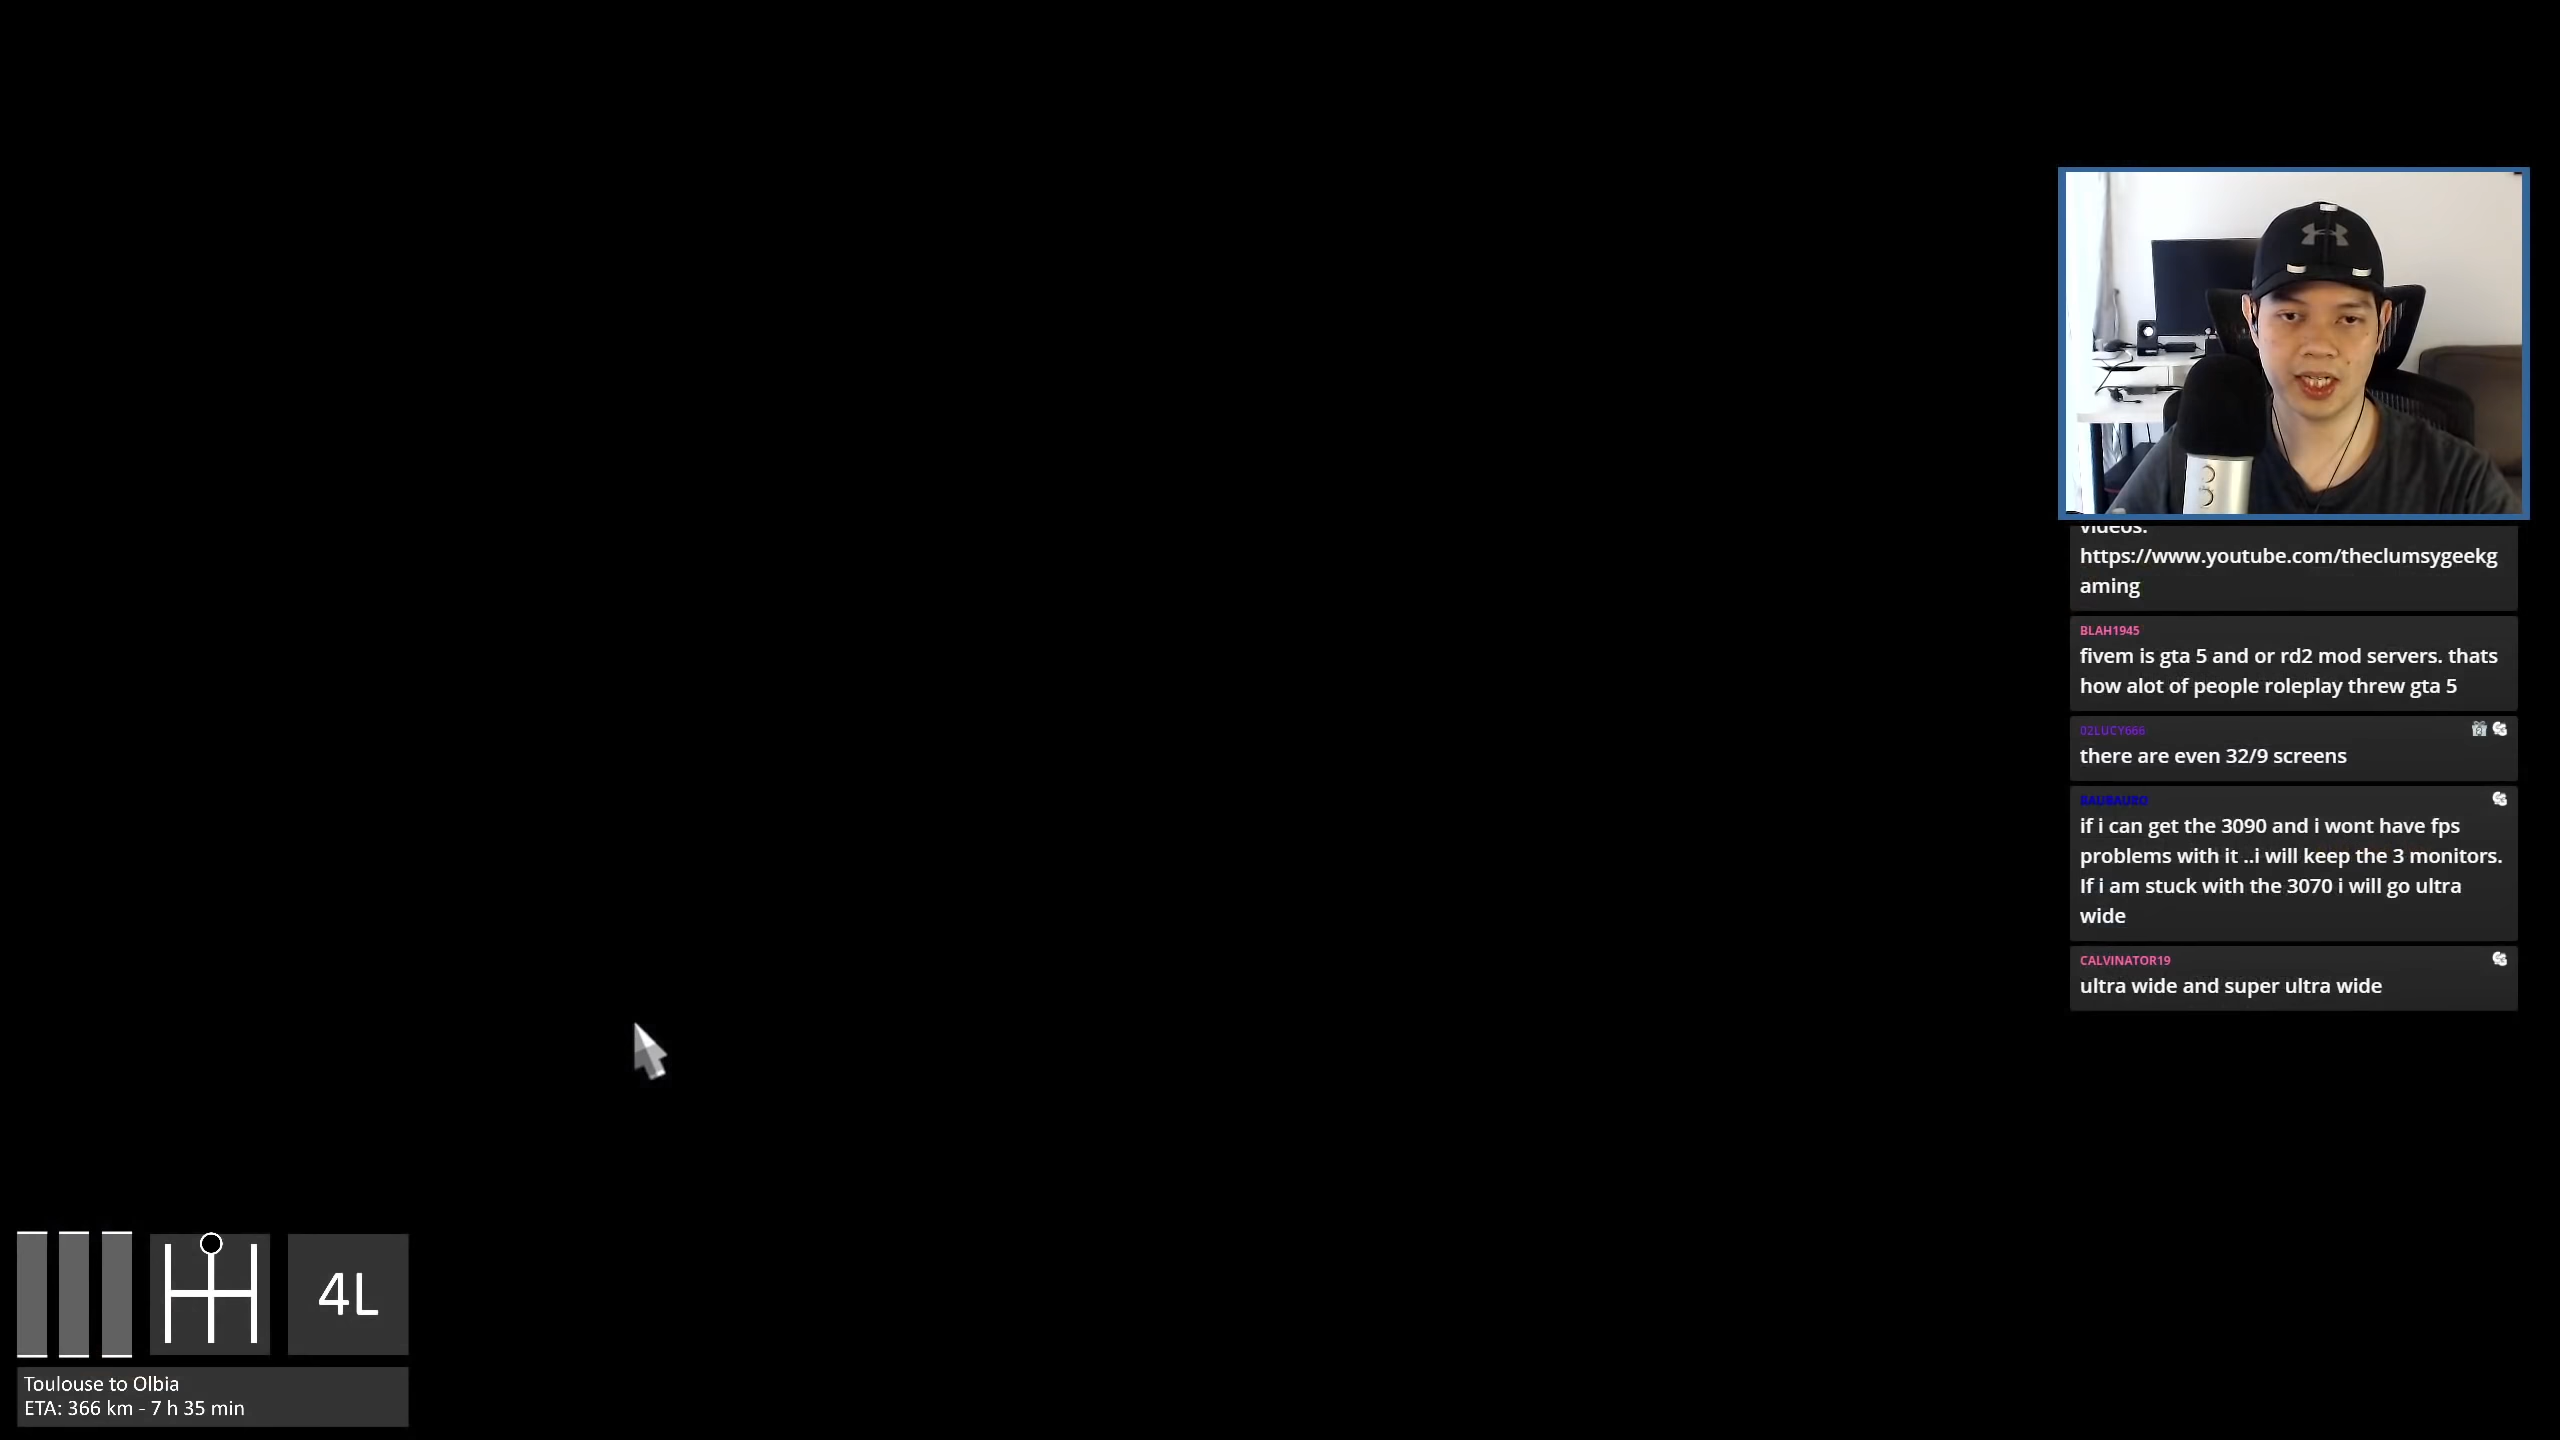 videos.
https://www.youtube.com/theclumsygeekg
aming
BLAH1945
fivem is gta 5 and or rd2 mod servers. thats
how alot of people roleplay threw gta 5
02LUCY666
there are even 32/9 screens
if i can get the 3090 and i wont have fps
problems with it ..i will keep the 3 monitors.
If i am stuck with the 3070 i will go ultra
wide
CALVINATOR19
ultra wide and super ultra wide
4L
Toulouse to Olbia
ETA: 366 km - 7 h 35 min